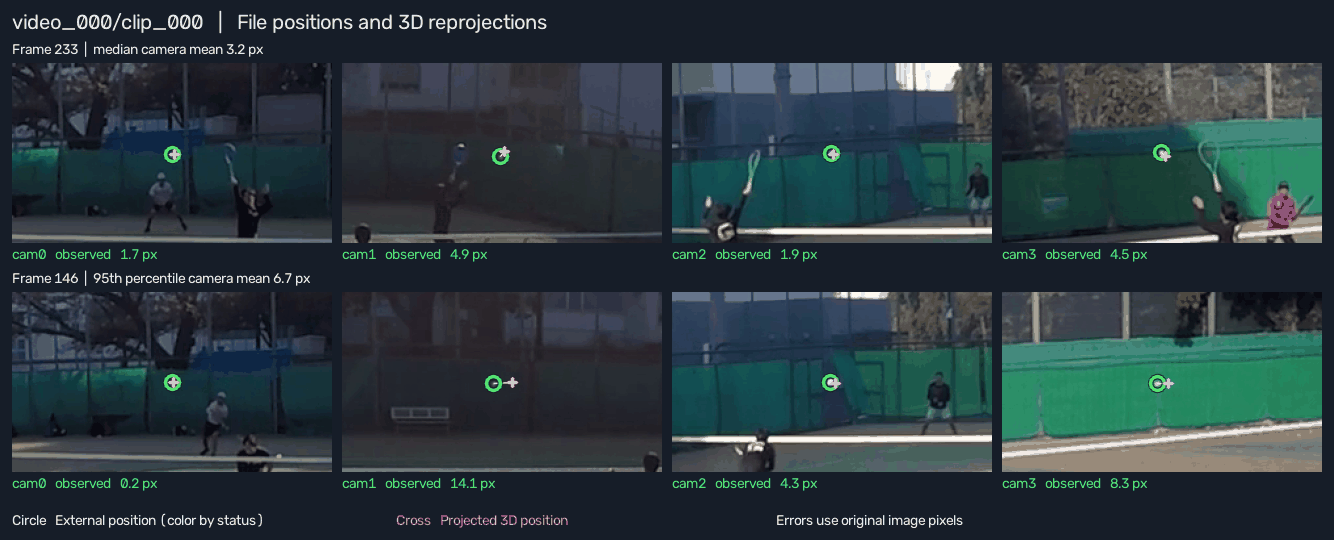 video_000/clip_000 | File positions and 3D reprojections
Frame 233 | median camera mean 3.2 px
cam0 observed 1.7 px
cam1 observed 4.9 px
cam2 observed 1.9 px
cam3 observed 4.5 px
Frame 146 | 95th percentile camera mean 6.7 px
cam0 observed 0.2 px
cam1 observed 14.1 px
cam2 observed 4.3 px
cam3 observed 8.3 px
Circle External position (color by status)
Cross Projected 3D position
Errors use original image pixels